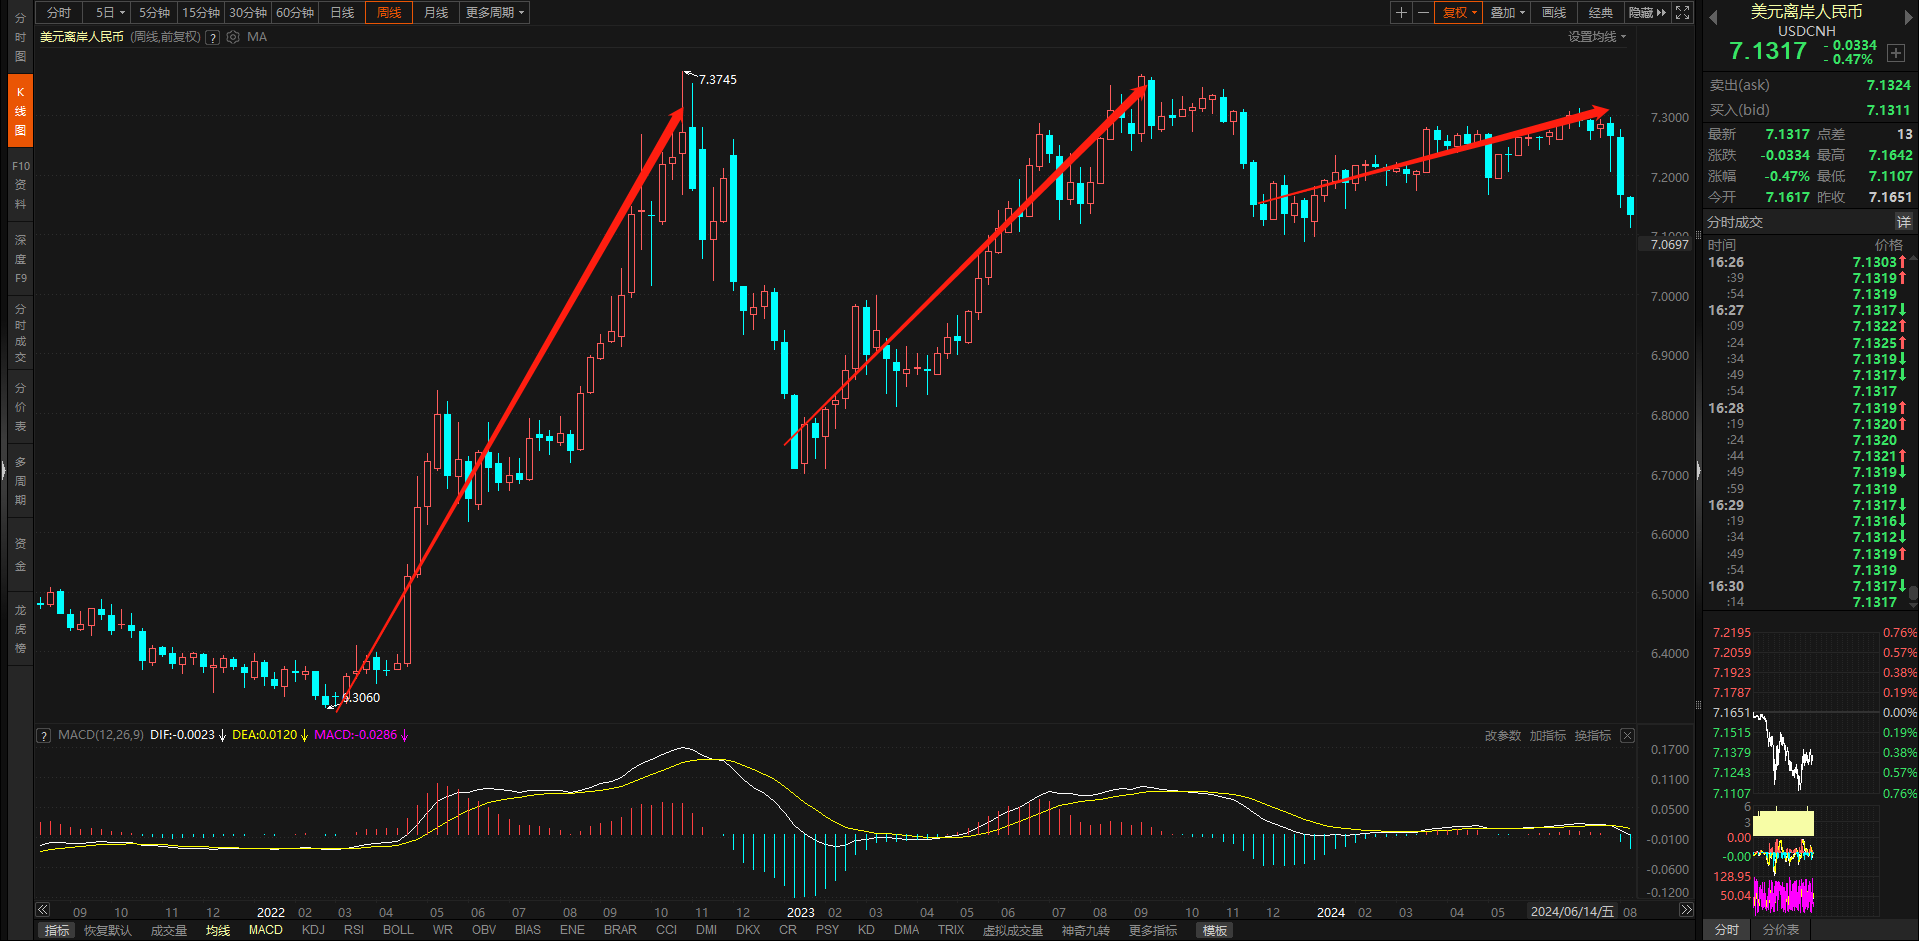 分时 5日 5分钟 15分钟 30分钟 60分钟 日线 周线 月线 更多周期
+ − 复权 叠加 画线 经典 隐藏
美元离岸人民币 (周线,前复权) ? MA
设置均线
分时图
K线图
F10资料
深度F9
分时成交
分价表
多周期
资金
龙虎榜
7.3745
6.3060
7.3000
7.2000
7.1000
7.0697
7.0000
6.9000
6.8000
6.7000
6.6000
6.5000
6.4000
? MACD(12,26,9) DIF:-0.0023↓ DEA:0.0120↓ MACD:-0.0286↓
改参数 加指标 换指标
0.1700
0.1100
0.0500
-0.0100
-0.0600
-0.1200
09 10 11 12 2022 02 03 04 05 06 07 08 09 10 11 12 2023 02 03 04 05 06 07 08 09 10 11 12 2024 02 03 04 05 2024/06/14/五 08
指标 恢复默认 成交量 均线 MACD KDJ RSI BOLL WR OBV BIAS ENE BRAR CCI DMI DKX CR PSY KD DMA TRIX 虚拟成交量 神奇九转 更多指标 模板
美元离岸人民币
USDCNH
7.1317 - 0.0334
- 0.47%
卖出(ask) 7.1324
买入(bid) 7.1311
最新 7.1317 点差 13
涨跌 -0.0334 最高 7.1642
涨幅 -0.47% 最低 7.1107
今开 7.1617 昨收 7.1651
分时成交 详
时间 价格
16:26 7.1303↑
:39 7.1319↑
:54 7.1319
16:27 7.1317↓
:09 7.1322↑
:24 7.1325↑
:34 7.1319↓
:49 7.1317↓
:54 7.1317
16:28 7.1319↑
:19 7.1320↑
:24 7.1320
:44 7.1321↑
:49 7.1319↓
:59 7.1319
16:29 7.1317↓
:19 7.1316↓
:34 7.1312↓
:49 7.1319↑
:54 7.1319
16:30 7.1317↓
:14 7.1317
7.2195 0.76%
7.2059 0.57%
7.1923 0.38%
7.1787 0.19%
7.1651 0.00%
7.1515 0.19%
7.1379 0.38%
7.1243 0.57%
7.1107 0.76%
6
3
0.00
-0.00
128.95
50.04
分时 分价表